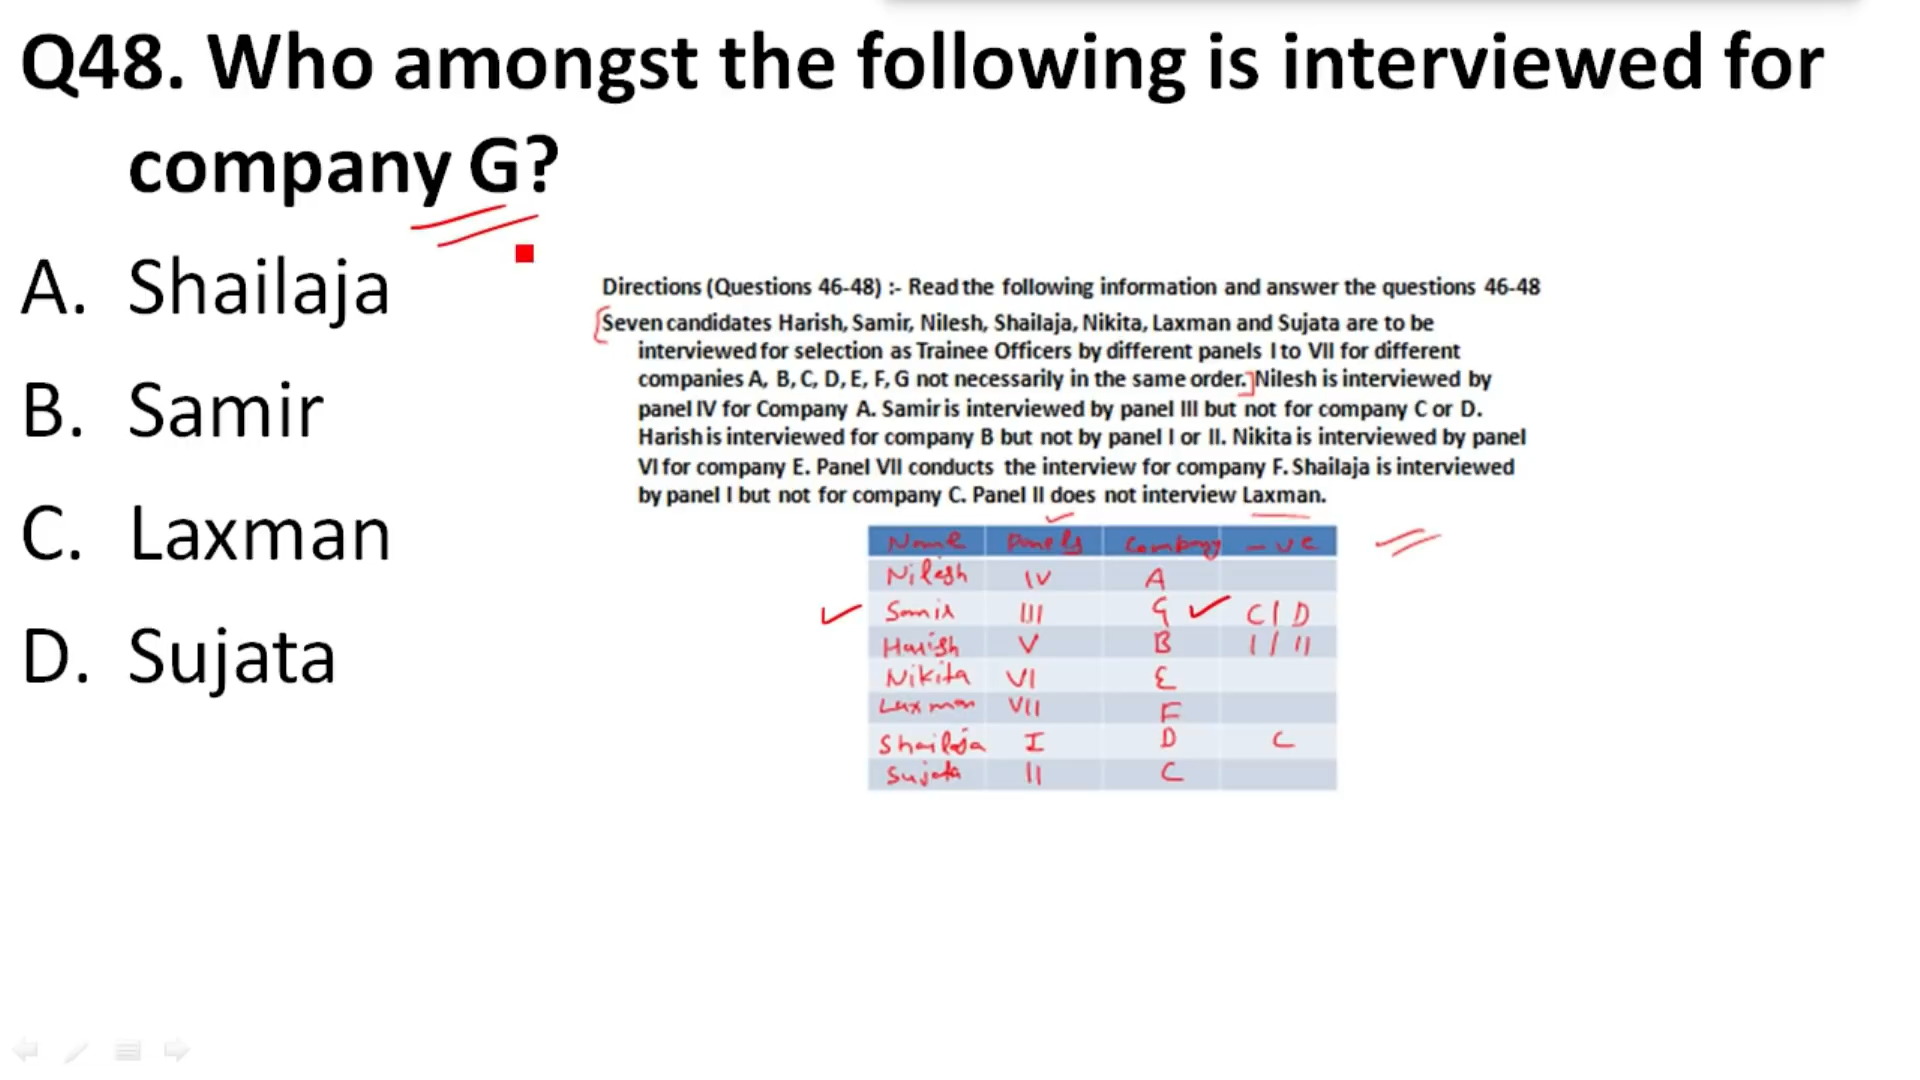 Q48. Who amongst the following is interviewed for
company G?
A. Shailaja
B. Samir
C. Laxman
D. Sujata
Directions (Questions 46-48) :- Read the following information and answer the questions 46-48
Seven candidates Harish, Samir, Nilesh, Shailaja, Nikita, Laxman and Sujata are to be
interviewed for selection as Trainee Officers by different panels I to VII for different
companies A, B, C, D, E, F, G not necessarily in the same order. Nilesh is interviewed by
panel IV for Company A. Samir is interviewed by panel III but not for company C or D.
Harish is interviewed for company B but not by panel I or II. Nikita is interviewed by panel
VI for company E. Panel VII conducts the interview for company F. Shailaja is interviewed
by panel I but not for company C. Panel II does not interview Laxman.
Name Panels Company -ve
Nilesh IV A
Samir III G C/D
Harish V B I/II
Nikita VI E
Laxman VII F
Shailaja I D C
Sujata II C